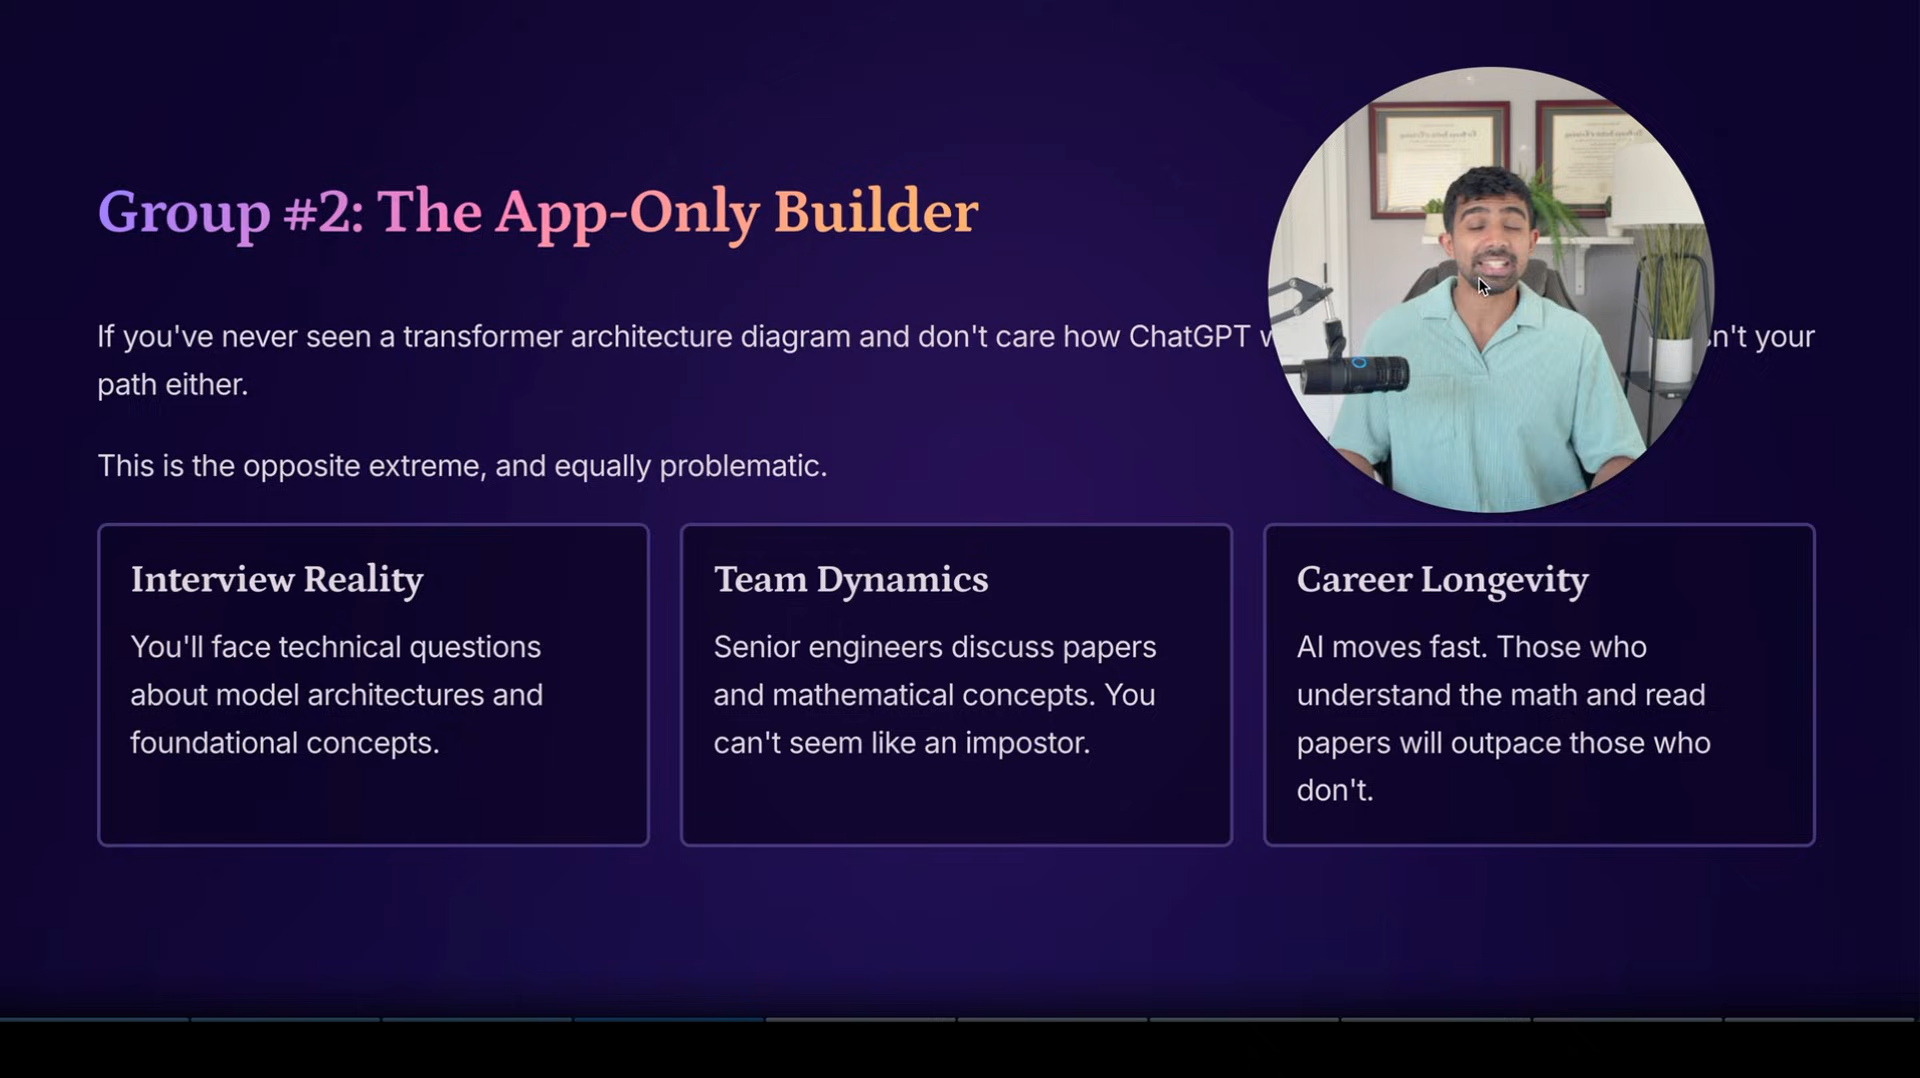 Group #2: The App-Only Builder
If you've never seen a transformer architecture diagram and don't care how ChatGPT your
path either.
This is the opposite extreme, and equally problematic.
Interview Reality
You'll face technical questions
about model architectures and
foundational concepts.
Team Dynamics
Senior engineers discuss papers
and mathematical concepts. You
can't seem like an impostor.
Career Longevity
AI moves fast. Those who
understand the math and read
papers will outpace those who
don't.